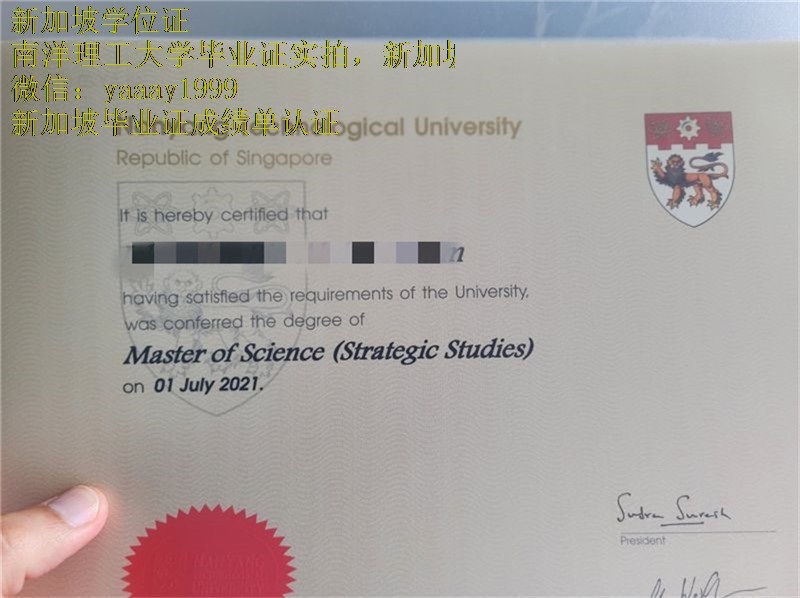 新加坡学位证
南洋理工大学毕业证实拍，新加坡
微信：yaaay1999
新加坡毕业证成绩单认证
Nanyang Technological University
Republic of Singapore
It is hereby certified that
having satisfied the requirements of the University,
was conferred the degree of
Master of Science (Strategic Studies)
on 01 July 2021.
Subra Suresh
President